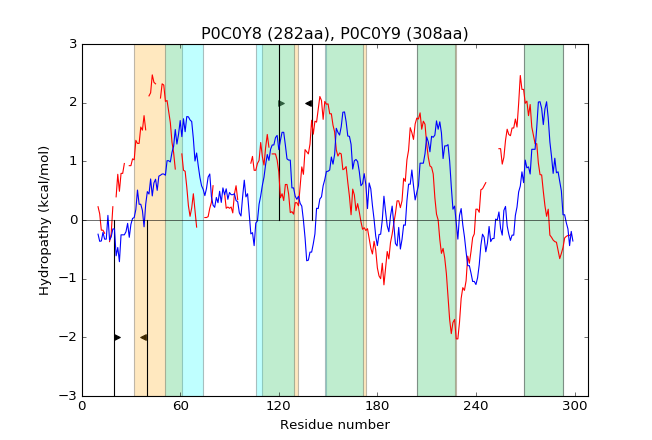 P0C0Y8 (282aa), P0C0Y9 (308aa)
3
2
1
0
−1
−2
−3
Hydropathy (kcal/mol)
0 60 120 180 240 300
Residue number